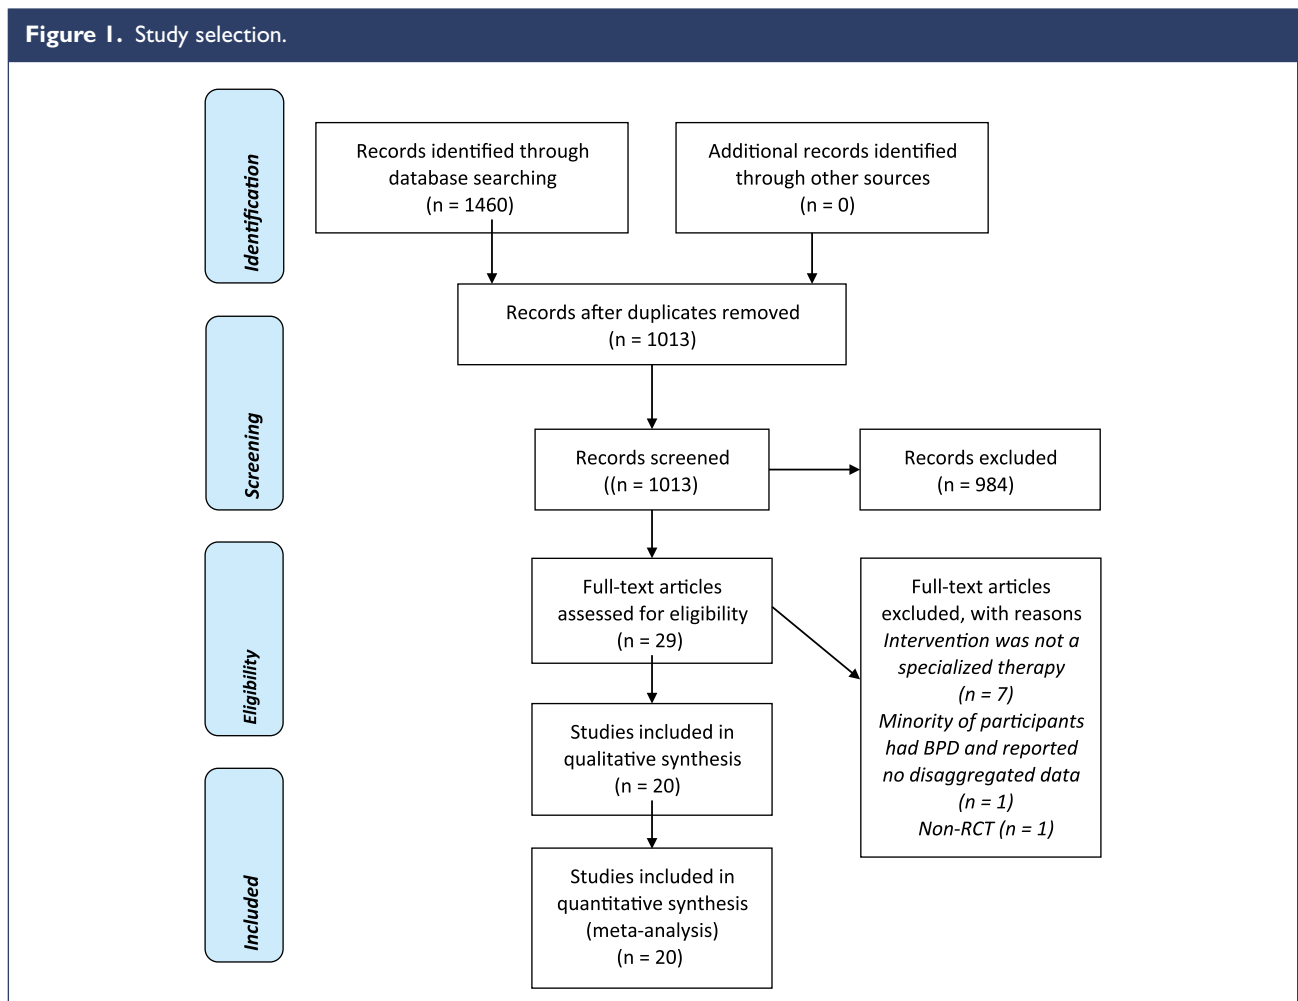 Figure 1. Study selection.
Identification
Records identified through
database searching
(n = 1460)
Additional records identified
through other sources
(n = 0)
Records after duplicates removed
(n = 1013)
Screening
Records screened
((n = 1013)
Records excluded
(n = 984)
Eligibility
Full-text articles
assessed for eligibility
(n = 29)
Full-text articles
excluded, with reasons
Intervention was not a
specialized therapy
(n = 7)
Minority of participants
had BPD and reported
no disaggregated data
(n = 1)
Non-RCT (n = 1)
Studies included in
qualitative synthesis
(n = 20)
Included
Studies included in
quantitative synthesis
(meta-analysis)
(n = 20)